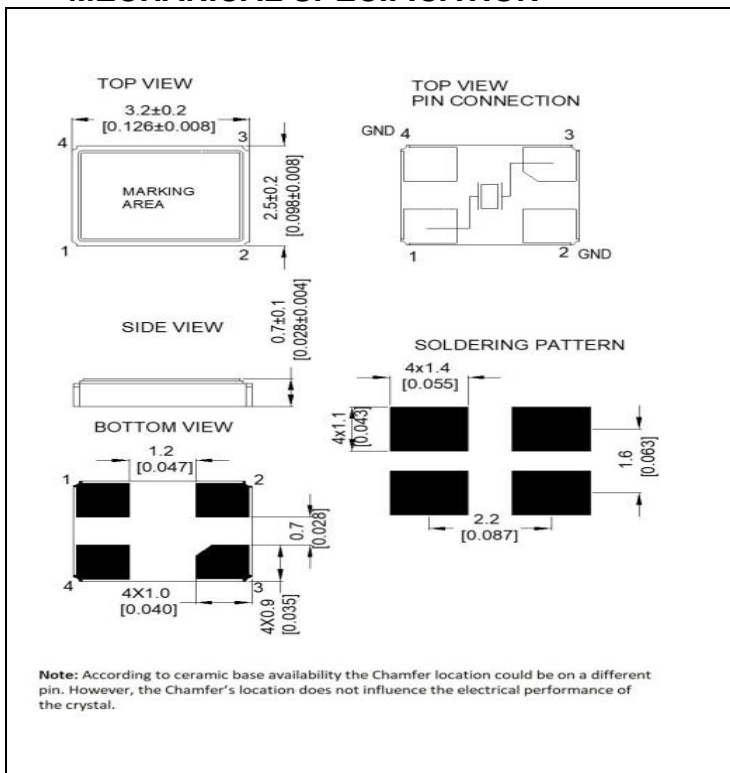 MECHANICAL SPECIFICATION
TOP VIEW
3.2±0.2
[0.126±0.008]
4
3
MARKING
AREA
1
2
2.5±0.2
[0.098±0.008]
TOP VIEW
PIN CONNECTION
GND 4
3
1
2 GND
SIDE VIEW
0.7±0.1
[0.028±0.004]
BOTTOM VIEW
1.2
[0.047]
1
2
0.7
[0.028]
4
3
4X1.0
[0.040]
4X0.9
[0.035]
SOLDERING PATTERN
4x1.4
[0.055]
4x1.1
[0.043]
1.6
[0.063]
2.2
[0.087]
Note: According to ceramic base availability the Chamfer location could be on a different
pin. However, the Chamfer's location does not influence the electrical performance of
the crystal.